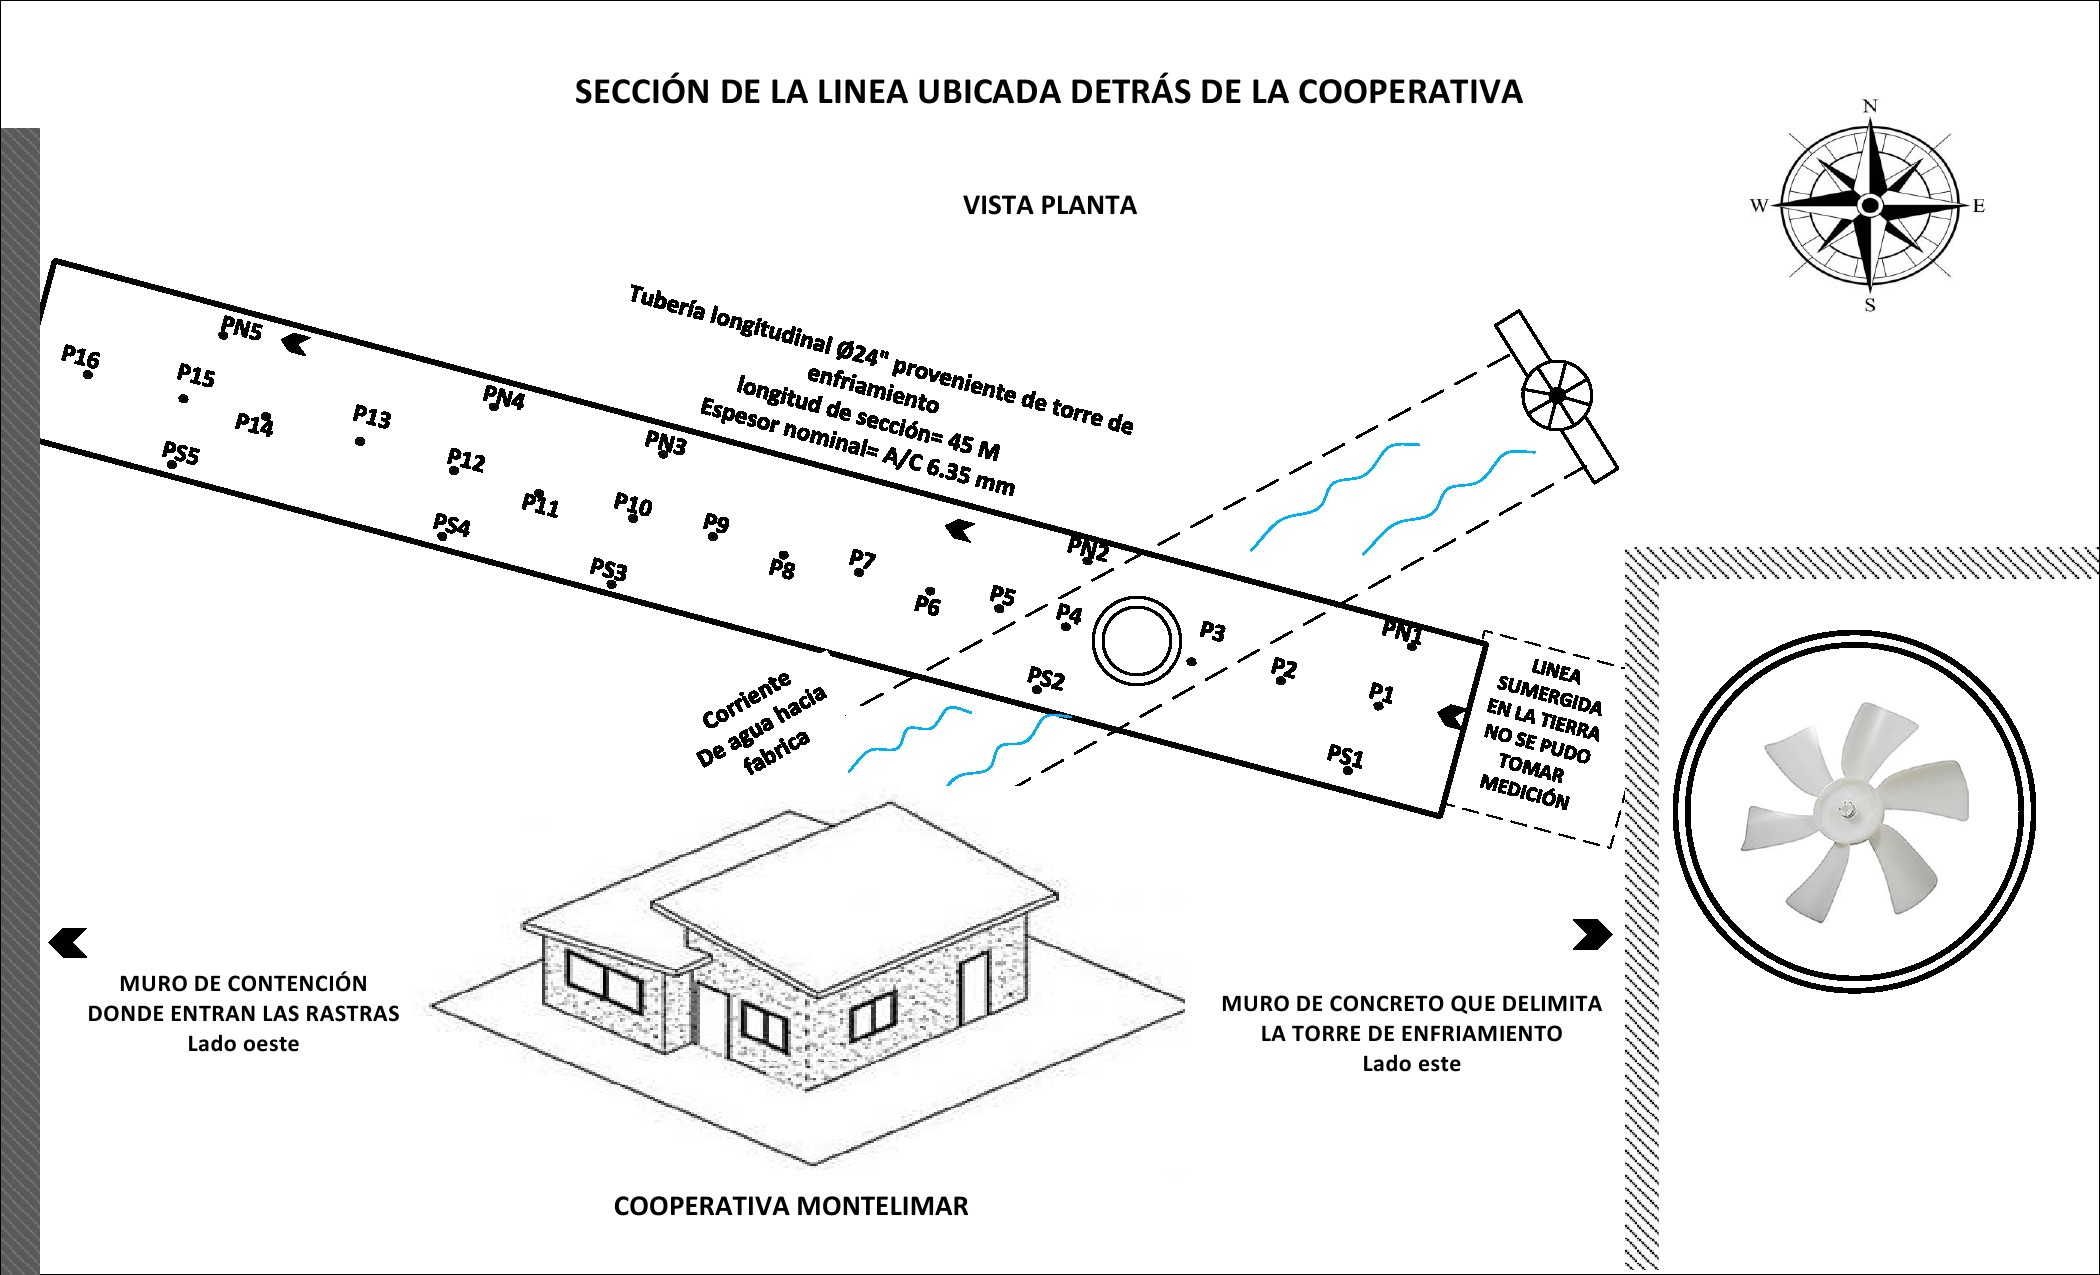 SECCIÓN DE LA LINEA UBICADA DETRÁS DE LA COOPERATIVA
VISTA PLANTA
N
W
E
S
Tubería longitudinal Ø24" proveniente de torre de
enfriamiento
longitud de sección= 45 M
Espesor nominal= A/C 6.35 mm
PN5
PN4
PN3
PN2
PN1
P16
P15
P14
P13
P12
P11
P10
P9
P8
P7
P6
P5
P4
P3
P2
P1
PS5
PS4
PS3
PS2
PS1
LINEA
SUMERGIDA
EN LA TIERRA
NO SE PUDO
TOMAR
MEDICIÓN
Corriente
De agua hacia
fabrica
MURO DE CONTENCIÓN
DONDE ENTRAN LAS RASTRAS
Lado oeste
MURO DE CONCRETO QUE DELIMITA
LA TORRE DE ENFRIAMIENTO
Lado este
COOPERATIVA MONTELIMAR